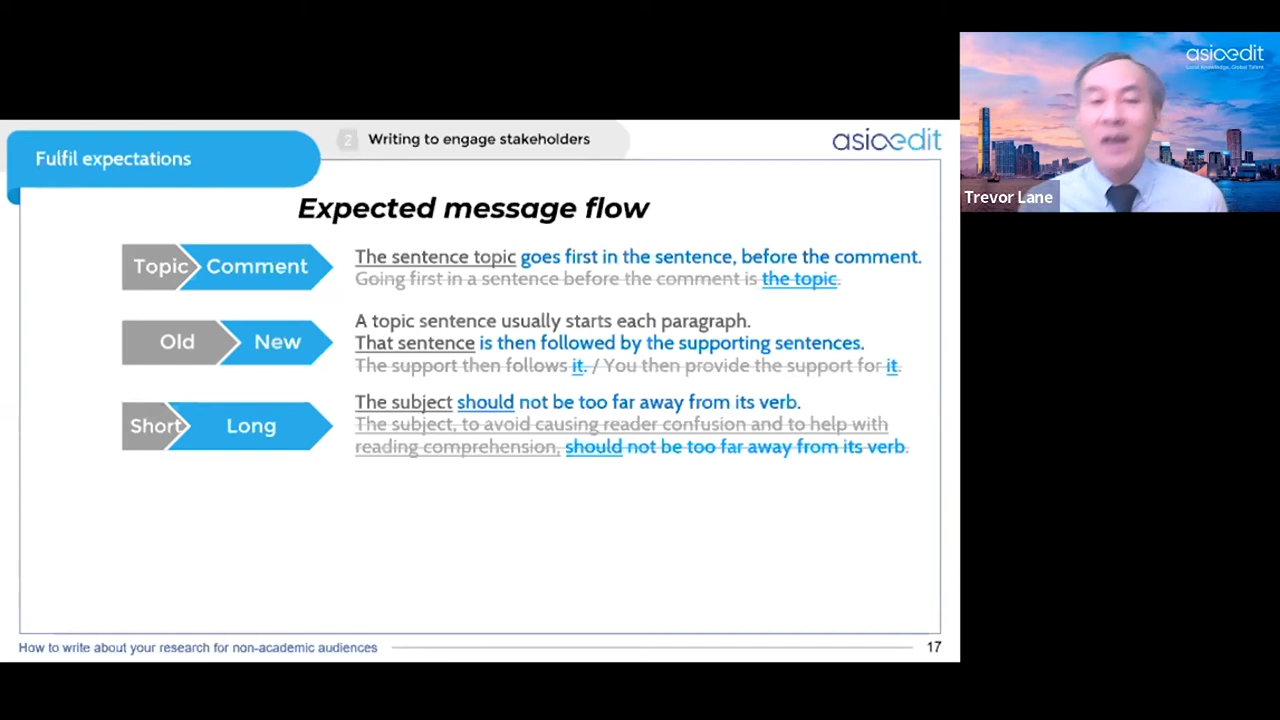 asiaedit
Local Knowledge, Global Talent
Trevor Lane
Fulfil expectations
2 Writing to engage stakeholders
asiaedit
Expected message flow
Topic Comment
The sentence topic goes first in the sentence, before the comment.
Going first in a sentence before the comment is the topic.
Old New
A topic sentence usually starts each paragraph.
That sentence is then followed by the supporting sentences.
The support then follows it. / You then provide the support for it.
Short Long
The subject should not be too far away from its verb.
The subject, to avoid causing reader confusion and to help with
reading comprehension, should not be too far away from its verb.
How to write about your research for non-academic audiences
17